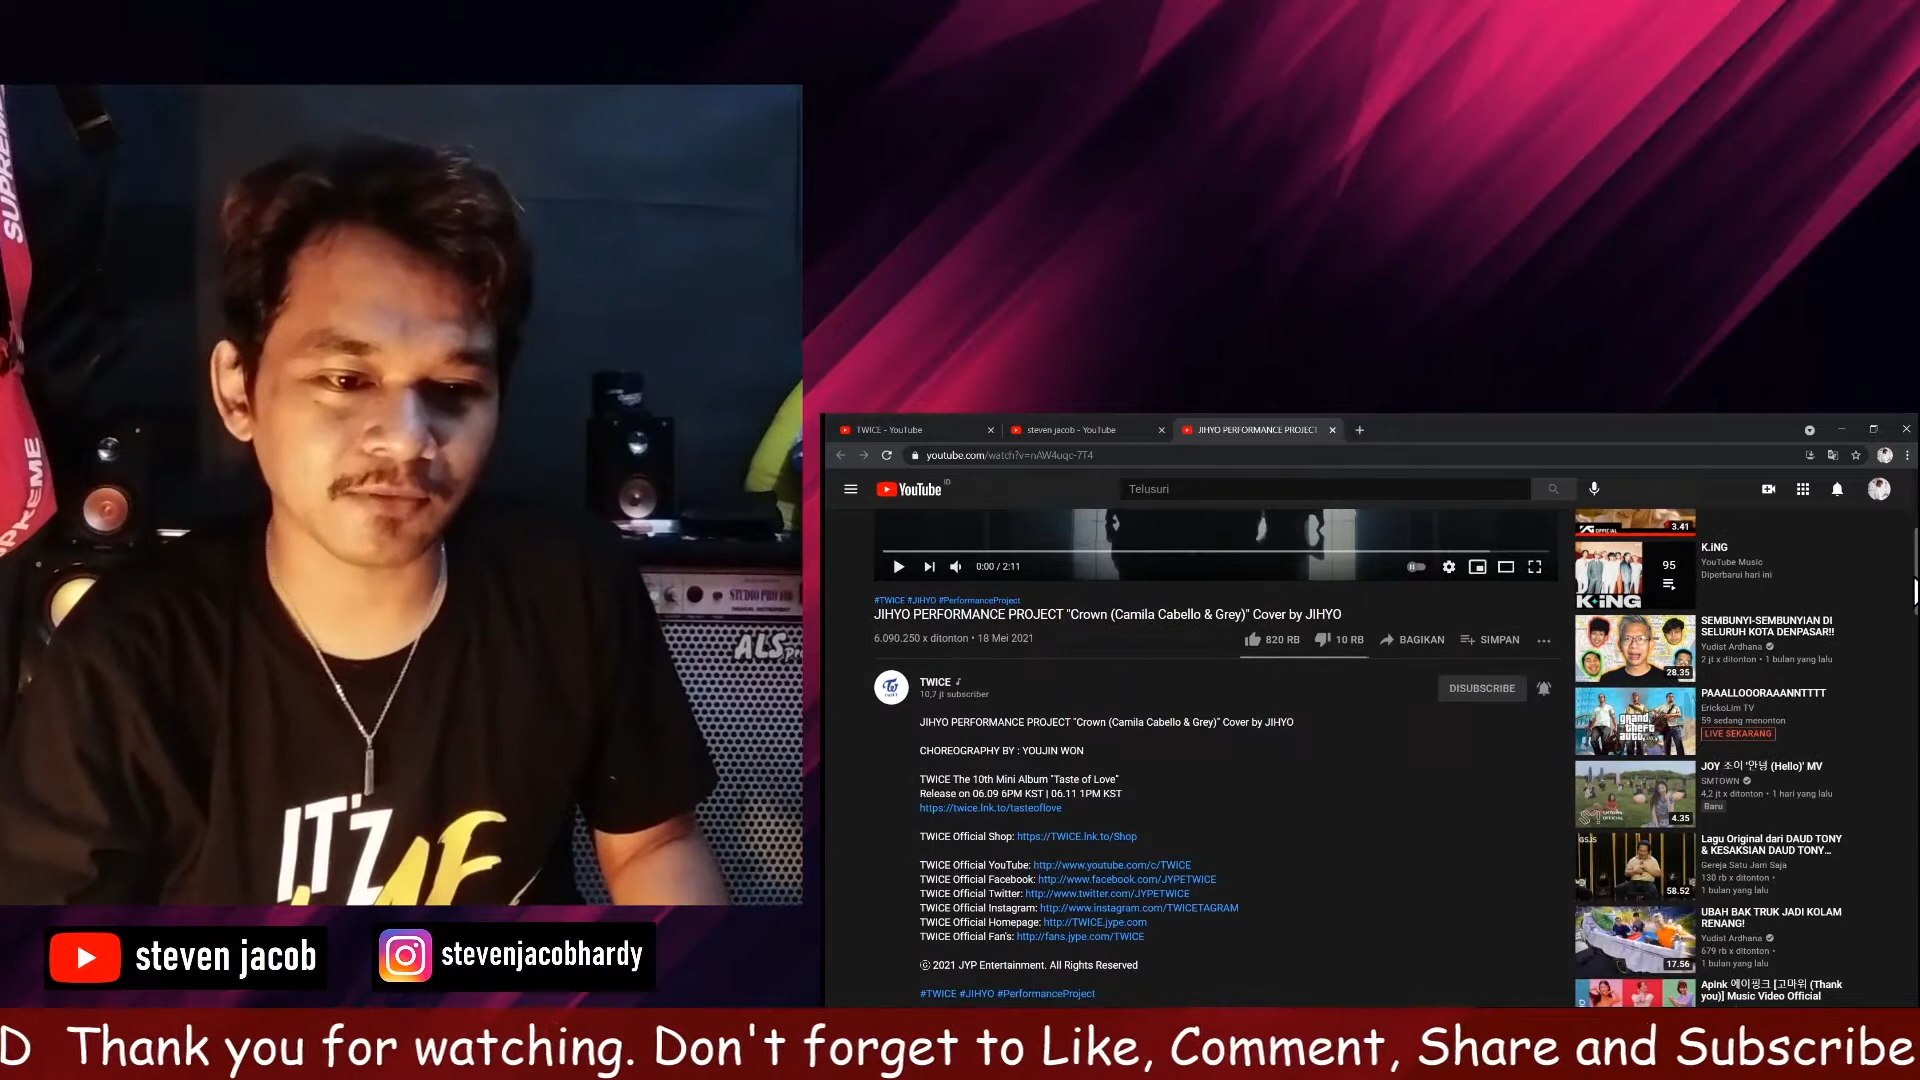 SUPREME
SUPREME
STUDIO PRO
ALS
IT'Z
ME
steven jacob
stevenjacobhardy
TWICE - YouTube
steven jacob - YouTube
JIHYO PERFORMANCE PROJECT
youtube.com/watch?v=nAW4uqc-7T4
YouTube ID
Telusuri
0:00 / 2:11
#TWICE #JIHYO #PerformanceProject
JIHYO PERFORMANCE PROJECT "Crown (Camila Cabello & Grey)" Cover by JIHYO
6.090.250 x ditonton • 18 Mei 2021
820 RB
10 RB
BAGIKAN
SIMPAN
TWICE
10,7 jt subscriber
DISUBSCRIBE
JIHYO PERFORMANCE PROJECT "Crown (Camila Cabello & Grey)" Cover by JIHYO
CHOREOGRAPHY BY : YOUJIN WON
TWICE The 10th Mini Album "Taste of Love"
Release on 06.09 6PM KST | 06.11 1PM KST
https://twice.lnk.to/tasteoflove
TWICE Official Shop: https://TWICE.lnk.to/Shop
TWICE Official YouTube: http://www.youtube.com/c/TWICE
TWICE Official Facebook: http://www.facebook.com/JYPETWICE
TWICE Official Twitter: http://www.twitter.com/JYPETWICE
TWICE Official Instagram: http://www.instagram.com/TWICETAGRAM
TWICE Official Homepage: http://TWICE.jype.com
TWICE Official Fan's: http://fans.jype.com/TWICE
Ⓒ 2021 JYP Entertainment. All Rights Reserved
#TWICE #JIHYO #PerformanceProject
OFFICIAL
3.41
95
K:iNG
K.iNG
YouTube Music
Diperbarui hari ini
28.35
SEMBUNYI-SEMBUNYIAN DI
SELURUH KOTA DENPASAR!!
Yudist Ardhana
2 jt x ditonton • 1 bulan yang lalu
grand
theft
auto
PAAALLOOORAAANNTTTT
ErickoLim TV
59 sedang menonton
LIVE SEKARANG
4.35
JOY 조이 '안녕 (Hello)' MV
SMTOWN
4,2 jt x ditonton • 1 hari yang lalu
Baru
GSJS
58.52
Lagu Original dari DAUD TONY
& KESAKSIAN DAUD TONY...
Gereja Satu Jam Saja
130 rb x ditonton •
1 bulan yang lalu
17.56
UBAH BAK TRUK JADI KOLAM
RENANG!
Yudist Ardhana
679 rb x ditonton •
1 bulan yang lalu
Apink 에이핑크 [고마워 (Thank
you)] Music Video Official
D Thank you for watching. Don't forget to Like, Comment, Share and Subscribe